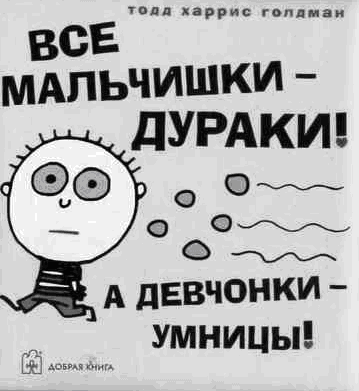 тодд харрис голдман
ВСЕ
МАЛЬЧИШКИ –
ДУРАКИ!
А ДЕВЧОНКИ –
УМНИЦЫ!
ДОБРАЯ КНИГА